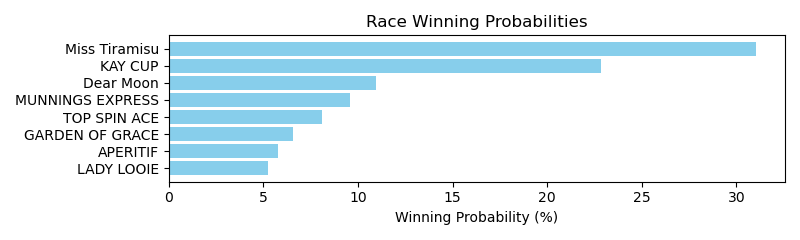 Race Winning Probabilities
Miss Tiramisu
KAY CUP
Dear Moon
MUNNINGS EXPRESS
TOP SPIN ACE
GARDEN OF GRACE
APERITIF
LADY LOOIE
0 5 10 15 20 25 30
Winning Probability (%)